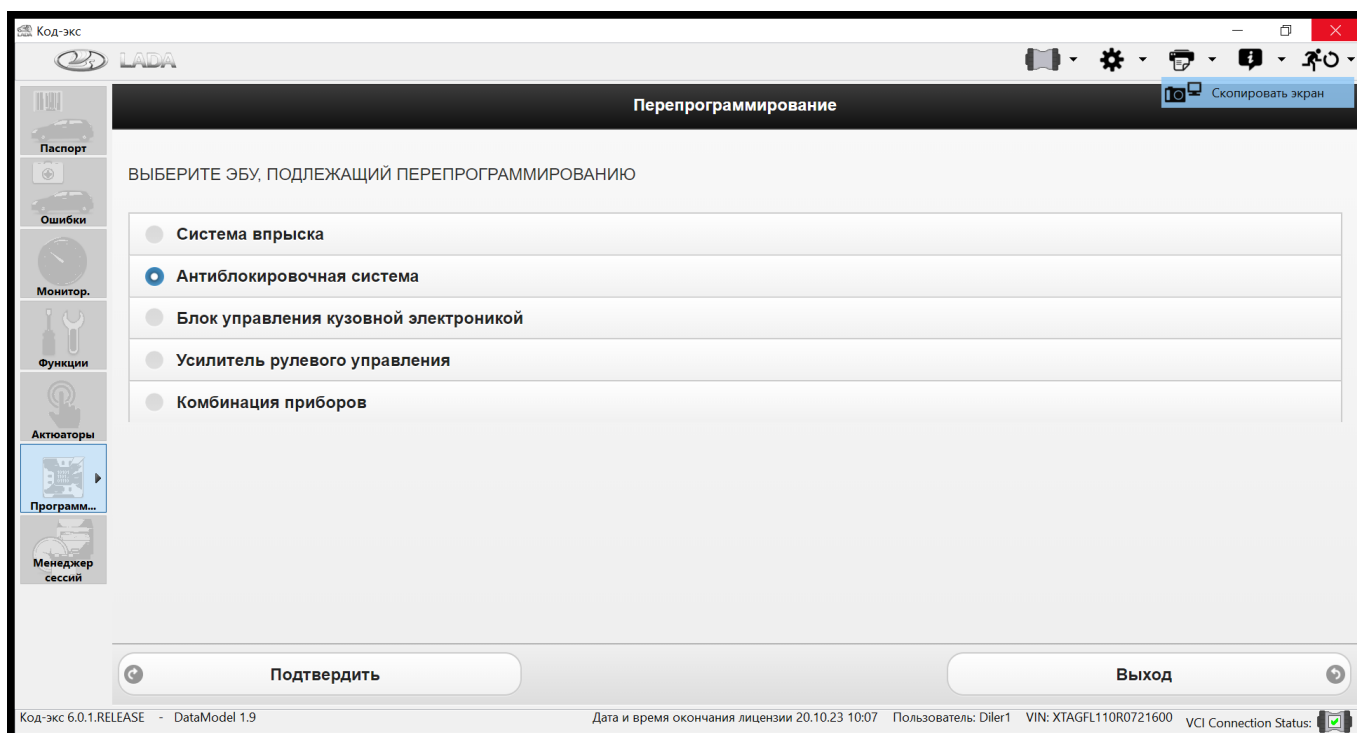 Код-экс
LADA
Скопировать экран
Перепрограммирование
Паспорт
ВЫБЕРИТЕ ЭБУ, ПОДЛЕЖАЩИЙ ПЕРЕПРОГРАММИРОВАНИЮ
Ошибки
Система впрыска
Антиблокировочная система
Монитор.
Блок управления кузовной электроникой
Функции
Усилитель рулевого управления
Комбинация приборов
Актюаторы
Программ...
Менеджер
сессий
Подтвердить
Выход
Код-экс 6.0.1.RELEASE - DataModel 1.9
Дата и время окончания лицензии 20.10.23 10:07 Пользователь: Diler1 VIN: XTAGFL110R0721600 VCI Connection Status: